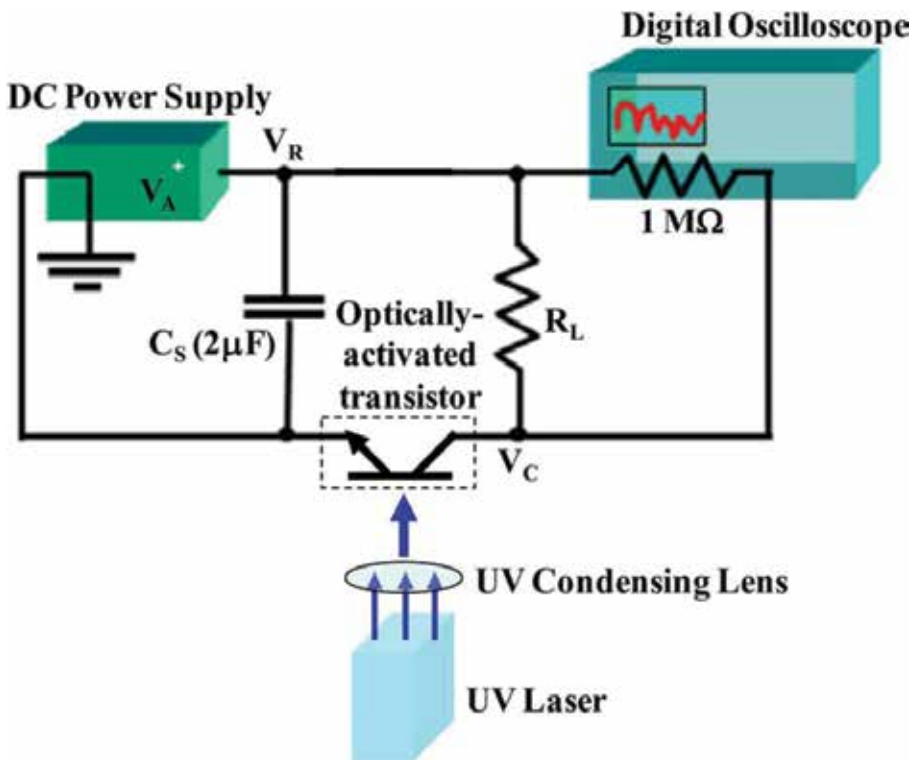 Digital Oscilloscope
DC Power Supply
V_R
+
V_A
1 MΩ
C_S (2μF)
Optically-
activated
transistor
R_L
V_C
UV Condensing Lens
UV Laser